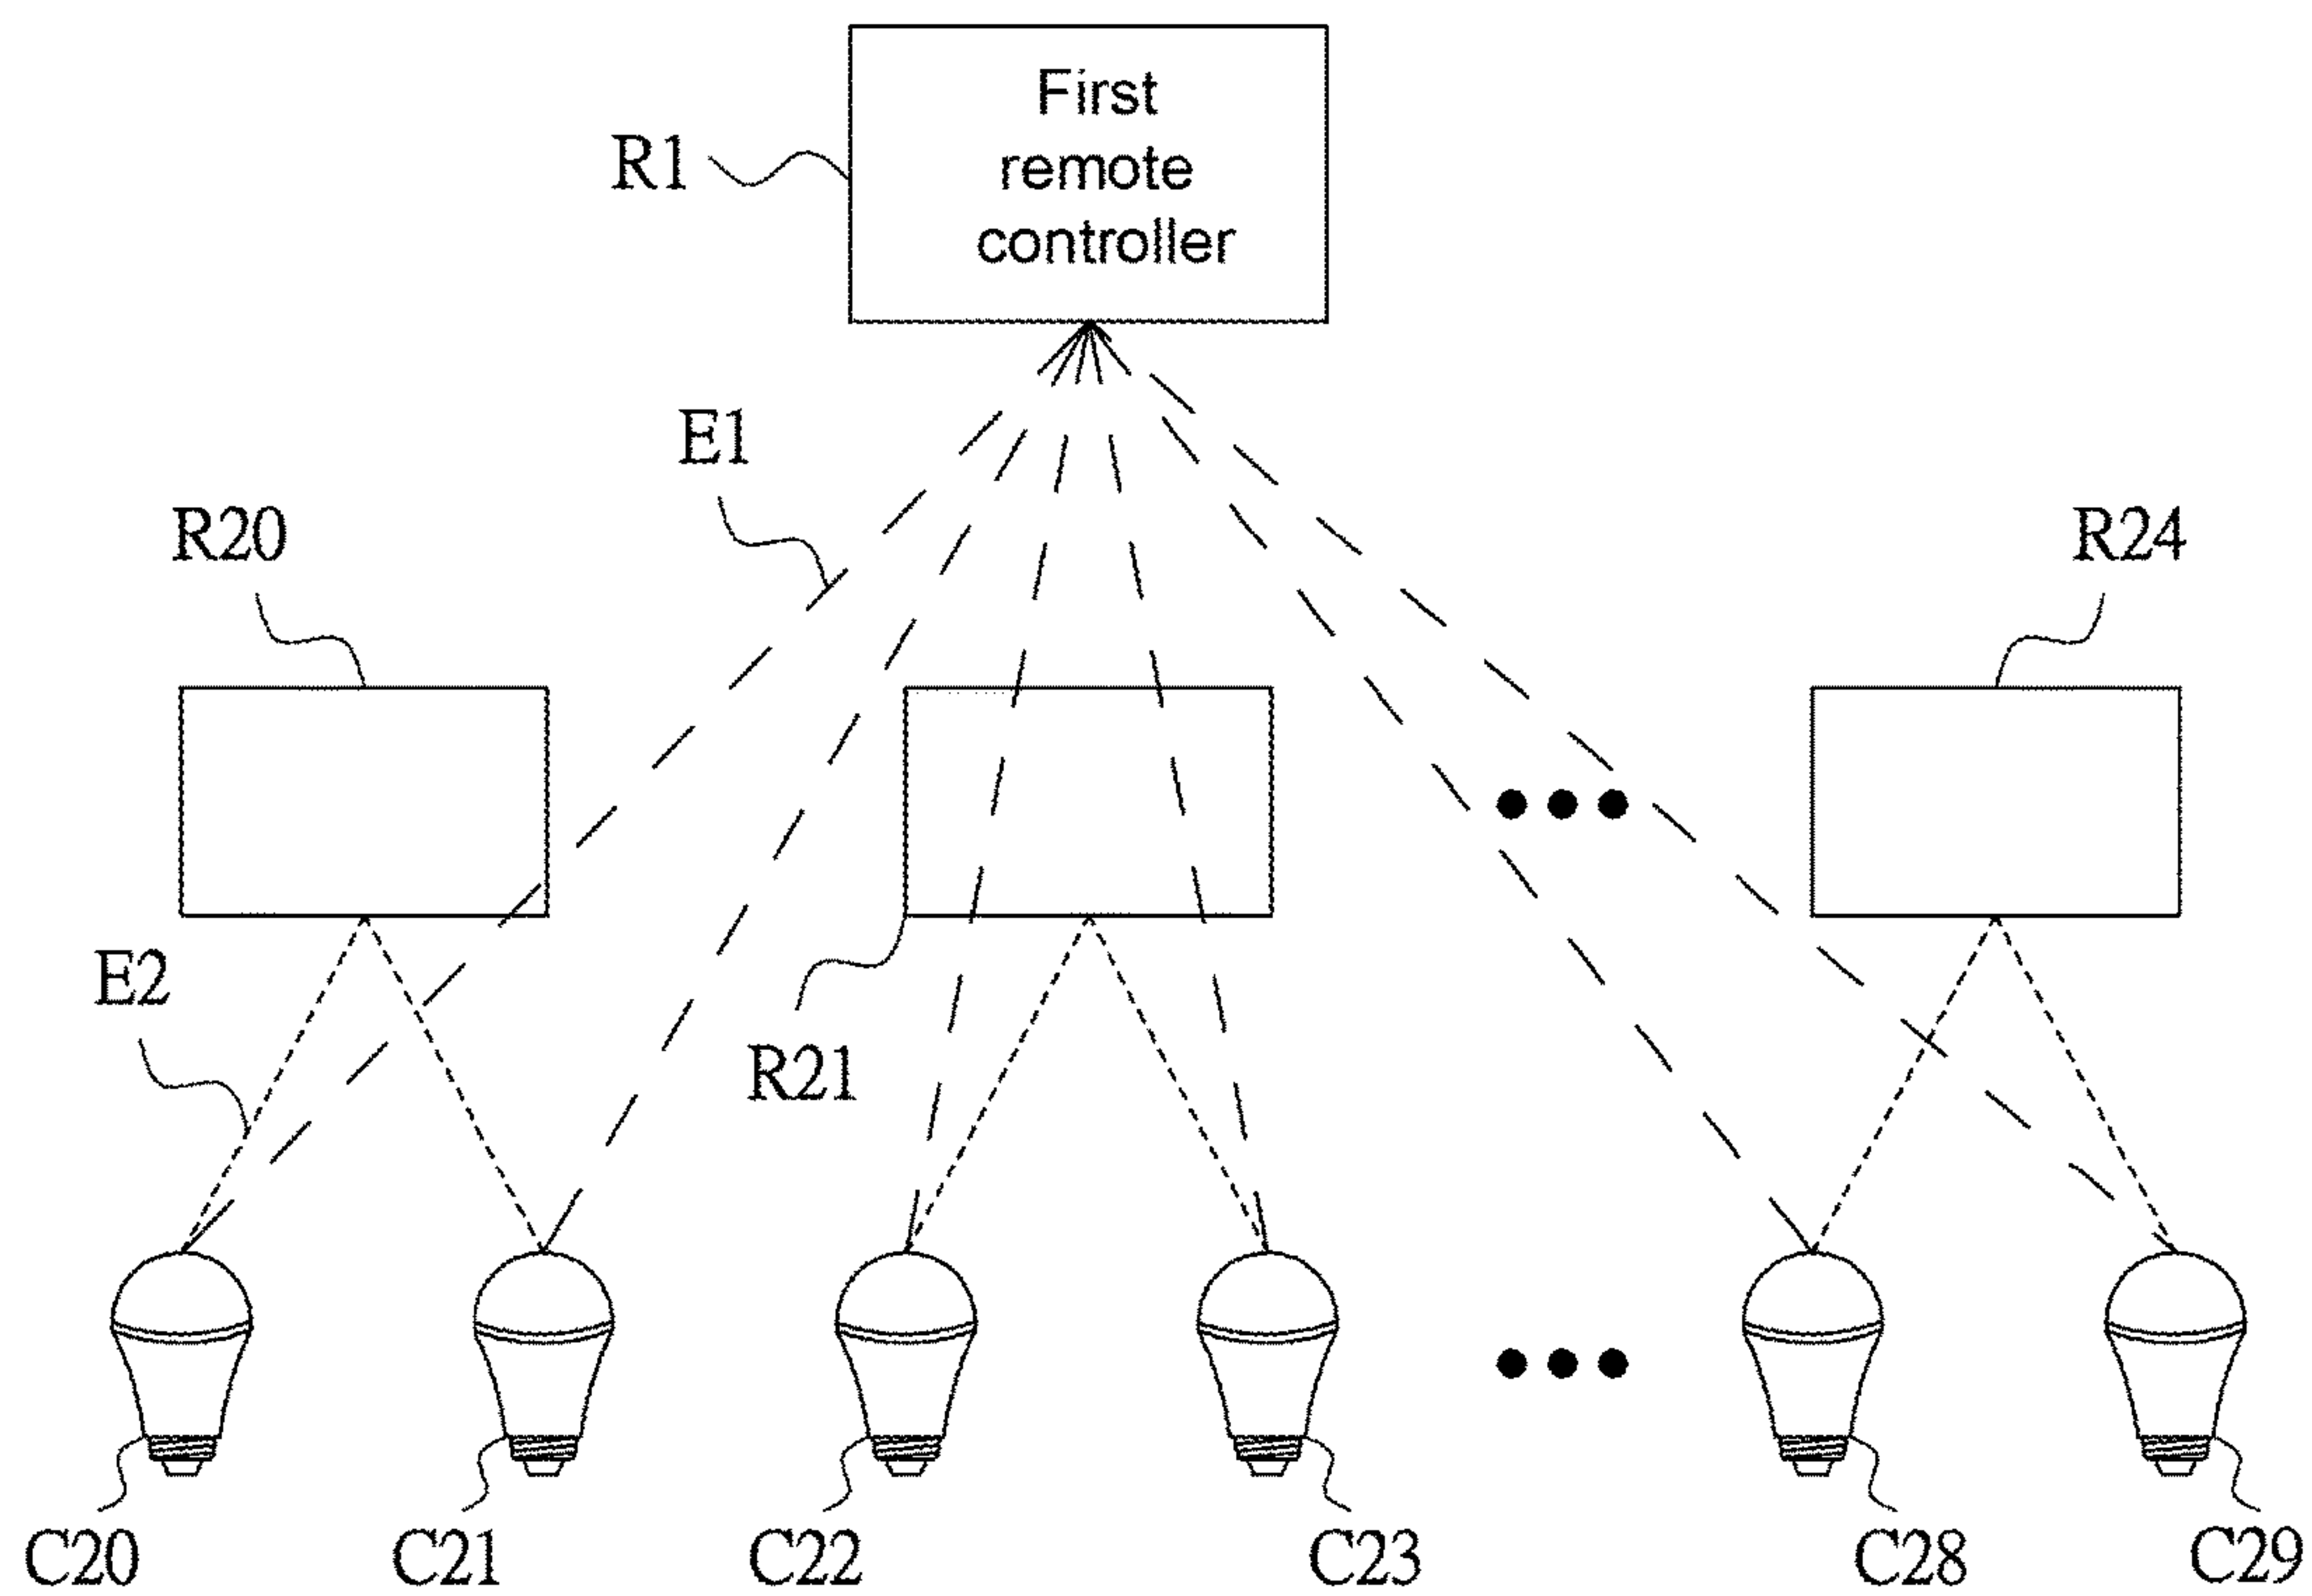 First
remote
controller
R1
E1
R20
R24
E2
R21
C20
C21
C22
C23
C28
C29